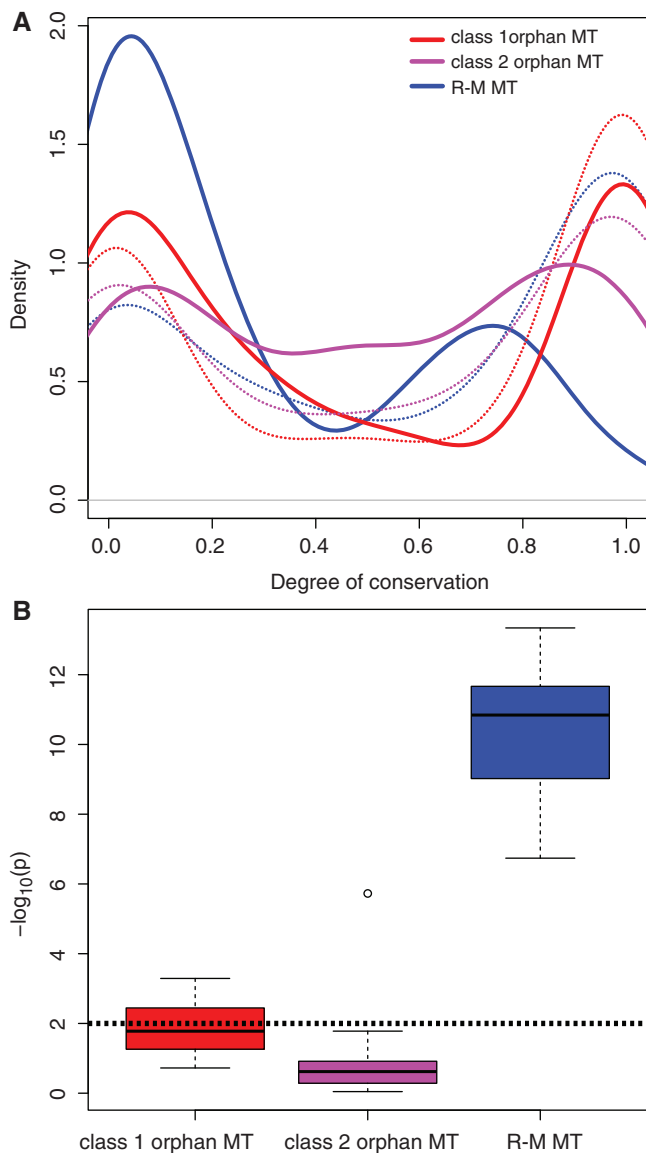 A
class 1orphan MT
class 2 orphan MT
R-M MT
Density
2.0
1.5
1.0
0.5
0.0
0.0 0.2 0.4 0.6 0.8 1.0
Degree of conservation
B
−log10(p)
12
10
8
6
4
2
0
class 1 orphan MT class 2 orphan MT R-M MT